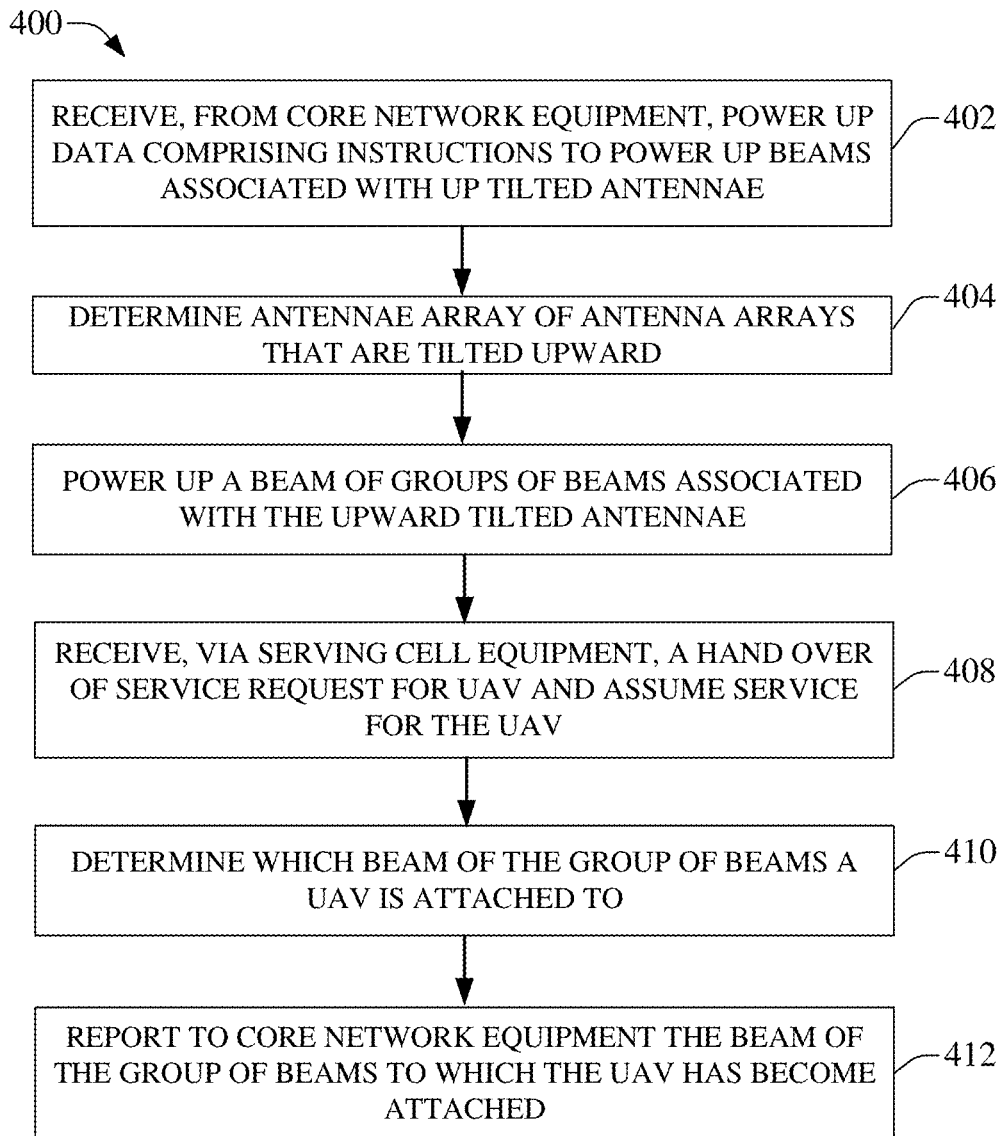 400
RECEIVE, FROM CORE NETWORK EQUIPMENT, POWER UP
DATA COMPRISING INSTRUCTIONS TO POWER UP BEAMS
ASSOCIATED WITH UP TILTED ANTENNAE
402
DETERMINE ANTENNAE ARRAY OF ANTENNA ARRAYS
THAT ARE TILTED UPWARD
404
POWER UP A BEAM OF GROUPS OF BEAMS ASSOCIATED
WITH THE UPWARD TILTED ANTENNAE
406
RECEIVE, VIA SERVING CELL EQUIPMENT, A HAND OVER
OF SERVICE REQUEST FOR UAV AND ASSUME SERVICE
FOR THE UAV
408
DETERMINE WHICH BEAM OF THE GROUP OF BEAMS A
UAV IS ATTACHED TO
410
REPORT TO CORE NETWORK EQUIPMENT THE BEAM OF
THE GROUP OF BEAMS TO WHICH THE UAV HAS BECOME
ATTACHED
412